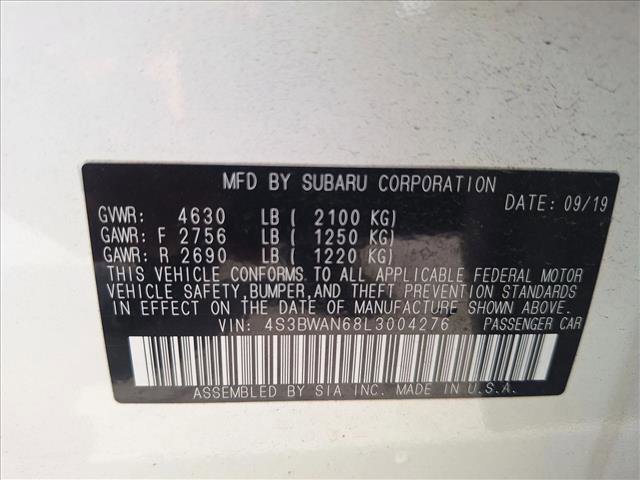 MFD BY SUBARU CORPORATION
DATE: 09/19
GVWR: 4630 LB ( 2100 KG)
GAWR: F 2756 LB ( 1250 KG)
GAWR: R 2690 LB ( 1220 KG)
THIS VEHICLE CONFORMS TO ALL APPLICABLE FEDERAL MOTOR
VEHICLE SAFETY, BUMPER, AND THEFT PREVENTION STANDARDS
IN EFFECT ON THE DATE OF MANUFACTURE SHOWN ABOVE.
VIN: 4S3BWAN68L3004276 PASSENGER CAR
ASSEMBLED BY SIA INC. MADE IN U.S.A.